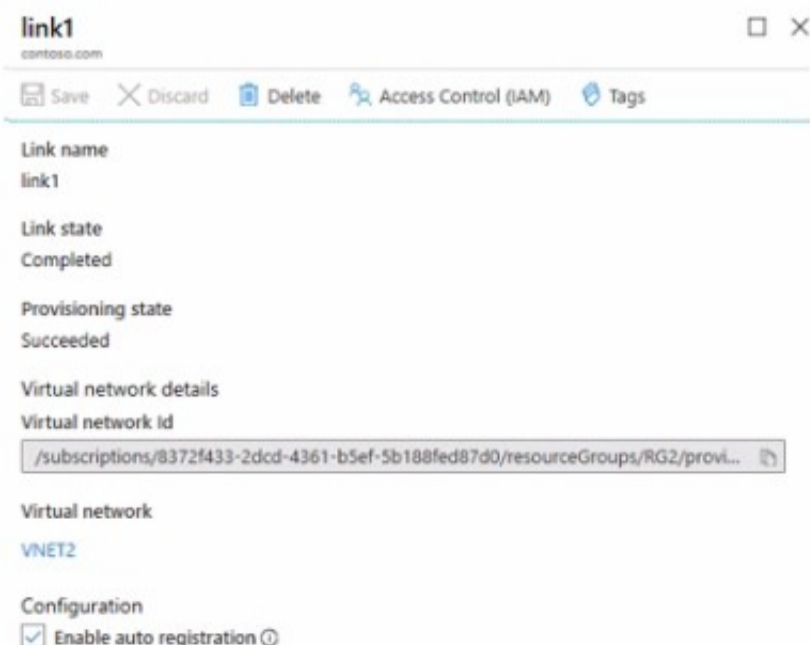 link1
contoso.com
Save Discard Delete Access Control (IAM) Tags
Link name
link1
Link state
Completed
Provisioning state
Succeeded
Virtual network details
Virtual network Id
/subscriptions/8372f433-2dcd-4361-b5ef-5b188fed87d0/resourceGroups/RG2/provi...
Virtual network
VNET2
Configuration
Enable auto registration